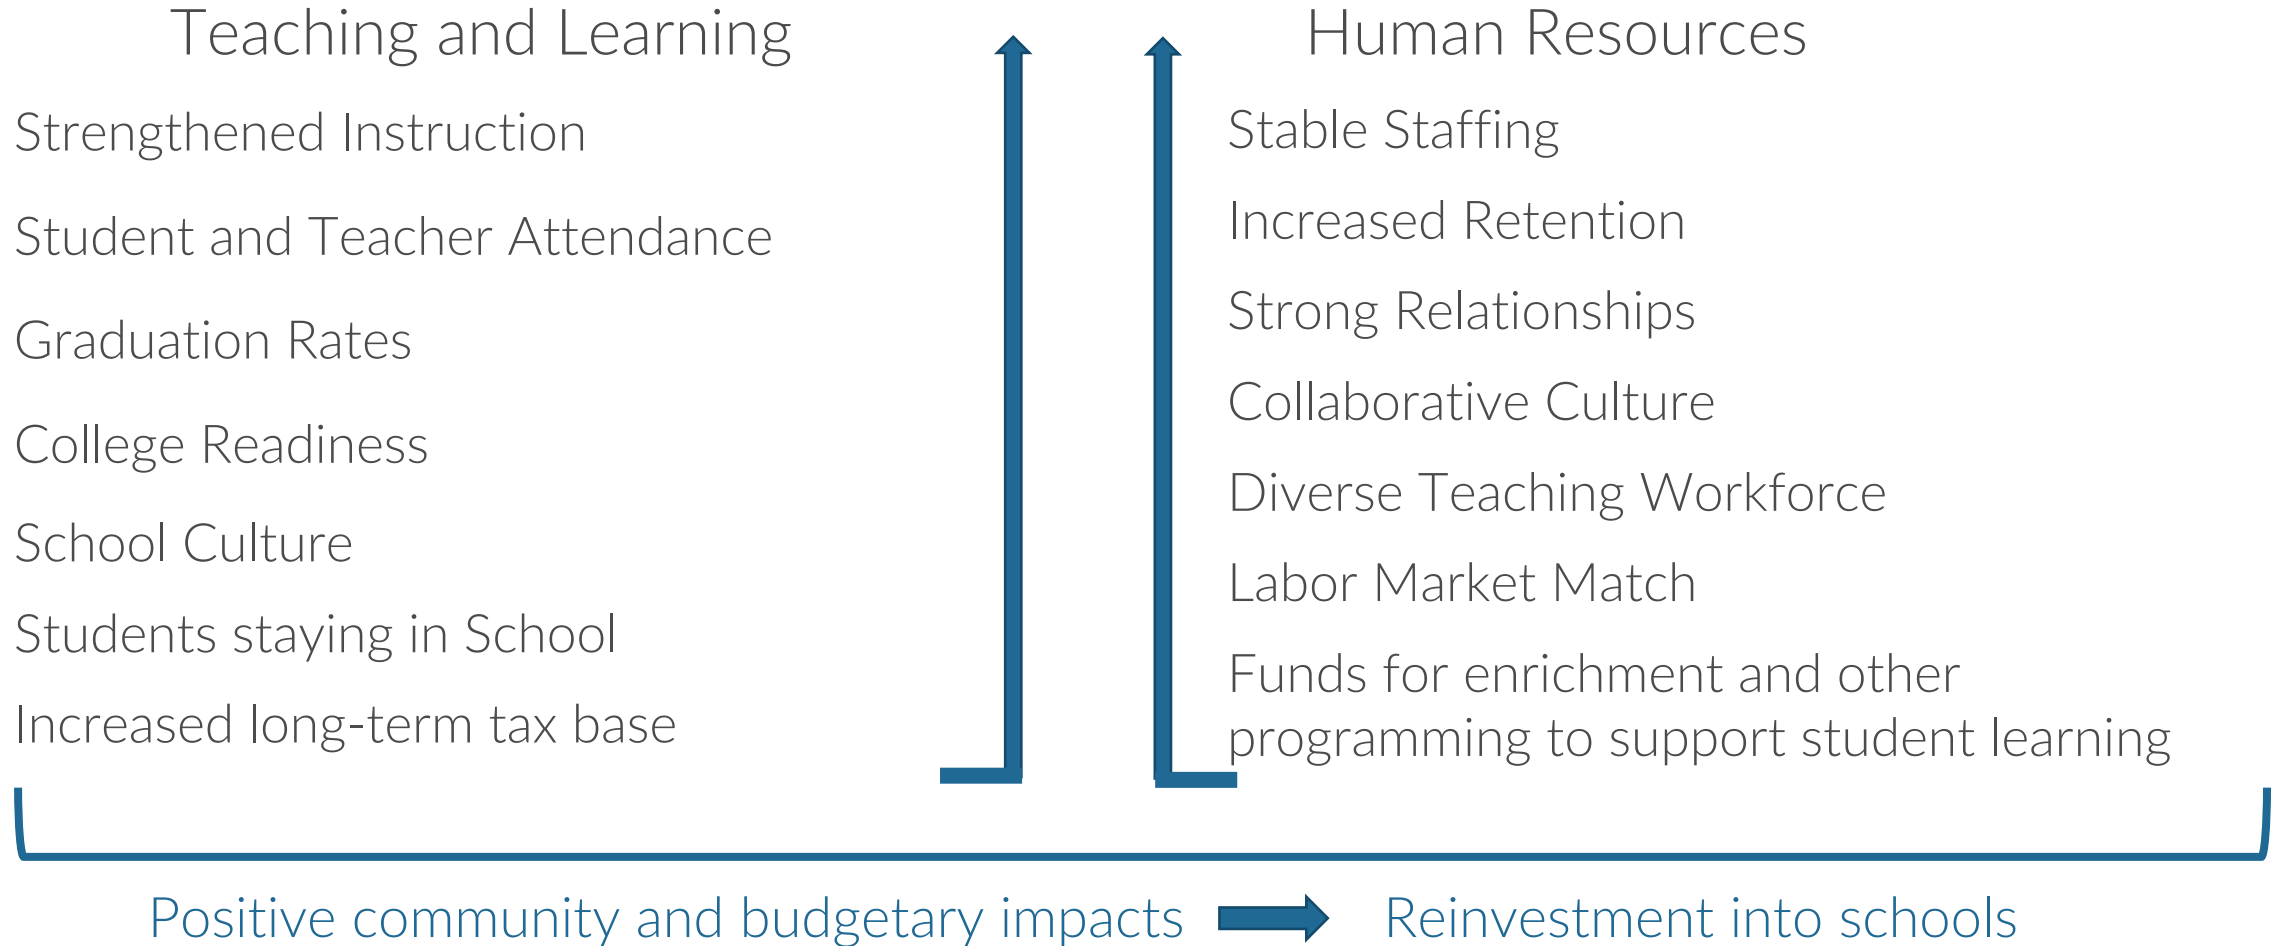 Teaching and Learning
Strengthened Instruction
Student and Teacher Attendance
Graduation Rates
College Readiness
School Culture
Students staying in School
Increased long-term tax base
Human Resources
Stable Staffing
Increased Retention
Strong Relationships
Collaborative Culture
Diverse Teaching Workforce
Labor Market Match
Funds for enrichment and other
programming to support student learning
Positive community and budgetary impacts
Reinvestment into schools